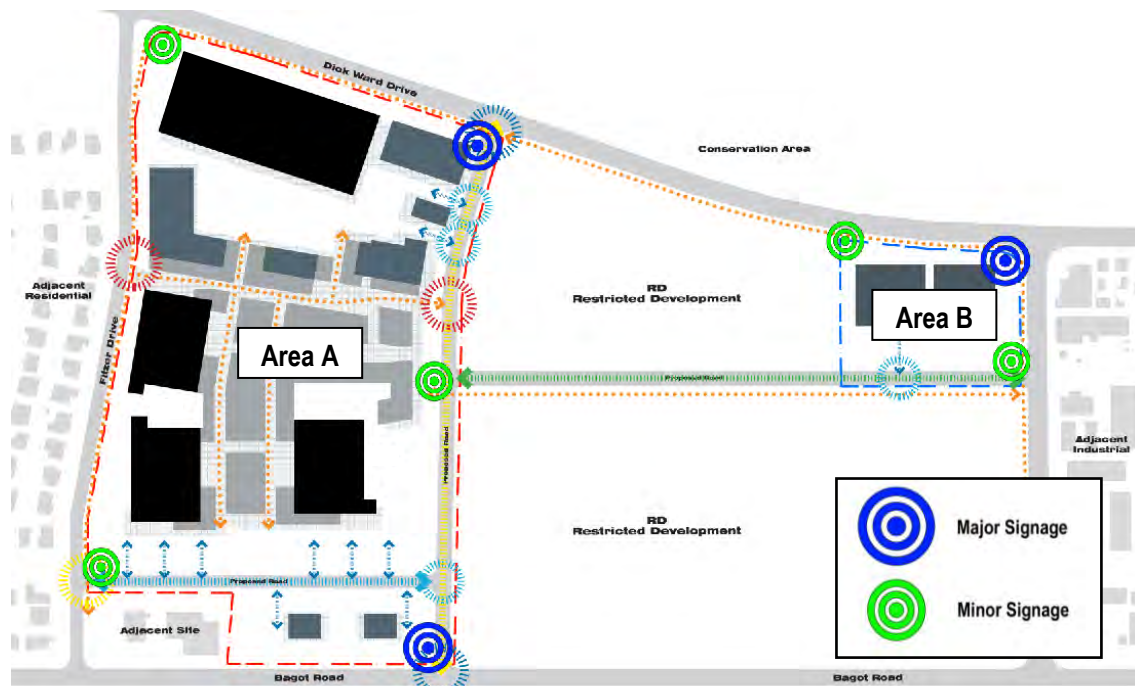 Dick Ward Drive
Conservation Area
Adjacent
Residential
RD
Restricted Development
Area B
Area A
Fitzer Drive
Proposed Road
Proposed Road
Adjacent
Industrial
RD
Restricted Development
Major Signage
Minor Signage
Proposed Road
Adjacent Site
Bagot Road
Bagot Road